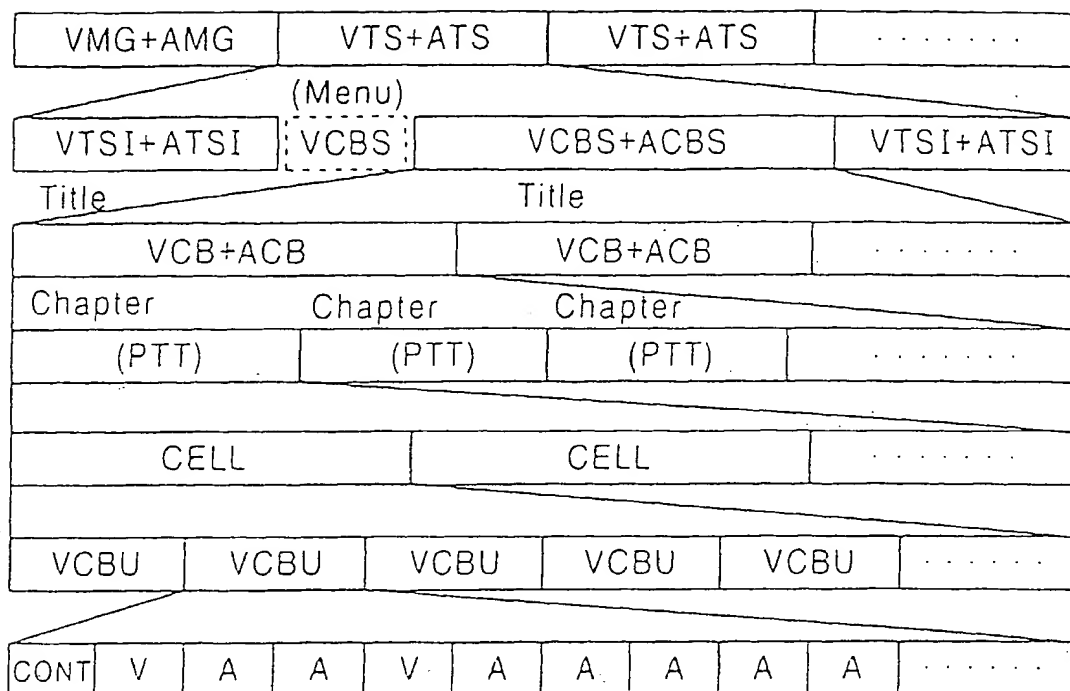 VMG+AMG VTS+ATS VTS+ATS .......
(Menu)
VTSI+ATSI VCBS VCBS+ACBS VTSI+ATSI
Title Title
VCB+ACB VCB+ACB .......
Chapter Chapter Chapter
(PTT) (PTT) (PTT) .......
CELL CELL .......
VCBU VCBU VCBU VCBU VCBU ......
CONT V A A V A A A A A ......